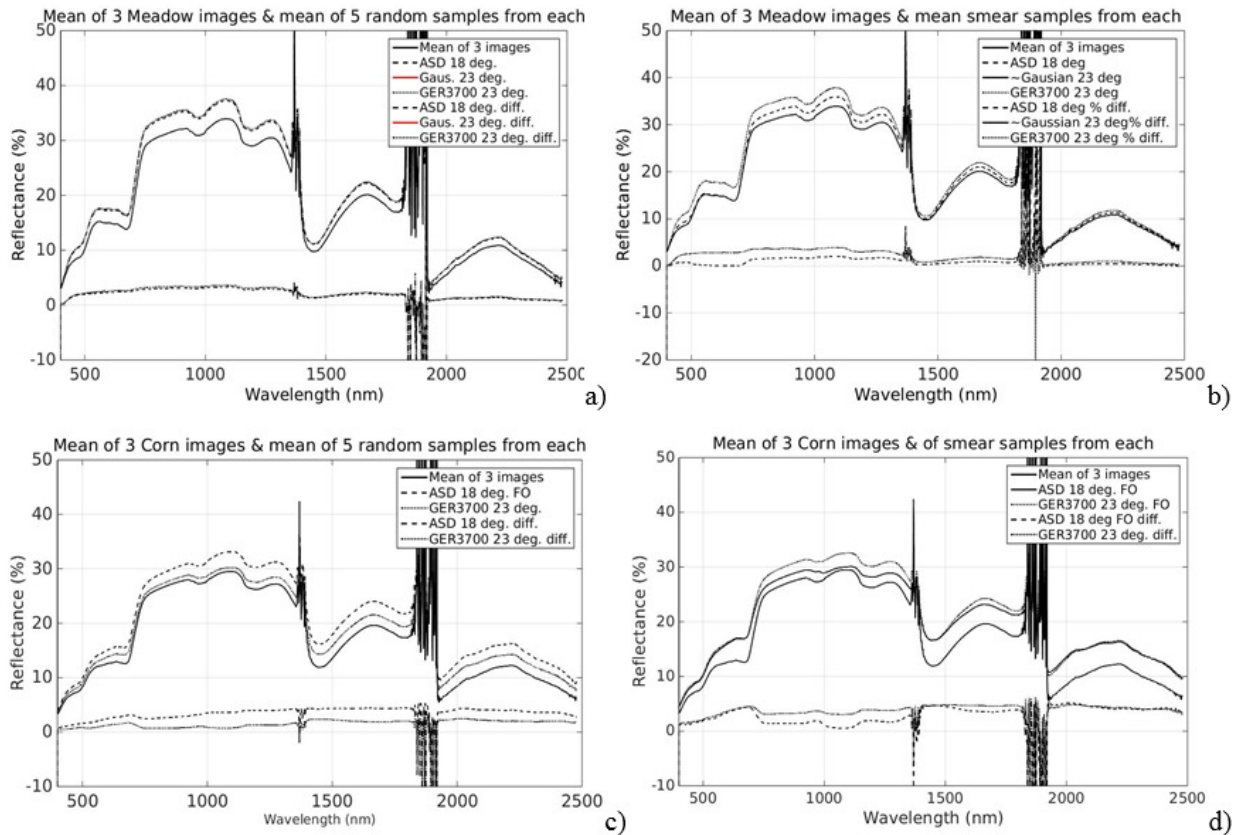 Mean of 3 Meadow images & mean of 5 random samples from each
50
40
30
20
10
0
-10
Reflectance (%)
Mean of 3 images
ASD 18 deg.
Gaus. 23 deg.
GER3700 23 deg.
ASD 18 deg. diff.
Gaus. 23 deg. diff.
GER3700 23 deg. diff.
500 1000 1500 2000 2500
Wavelength (nm)
a)
Mean of 3 Meadow images & mean smear samples from each
50
40
30
20
10
0
-10
-20
Reflectance (%)
Mean of 3 images
ASD 18 deg
~Gausian 23 deg
GER3700 23 deg
ASD 18 deg % diff.
~Gaussian 23 deg% diff.
GER3700 23 deg % diff.
500 1000 1500 2000 2500
Wavelength (nm)
b)
Mean of 3 Corn images & mean of 5 random samples from each
50
40
30
20
10
0
-10
Reflectance (%)
Mean of 3 images
ASD 18 deg. FO
GER3700 23 deg.
ASD 18 deg. diff.
GER3700 23 deg. diff.
500 1000 1500 2000 2500
Wavelength (nm)
c)
Mean of 3 Corn images & of smear samples from each
50
40
30
20
10
0
-10
Reflectance (%)
Mean of 3 images
ASD 18 deg. FO
GER3700 23 deg. FO
ASD 18 deg FO diff.
GER3700 23 deg. diff.
500 1000 1500 2000 2500
Wavelength (nm)
d)